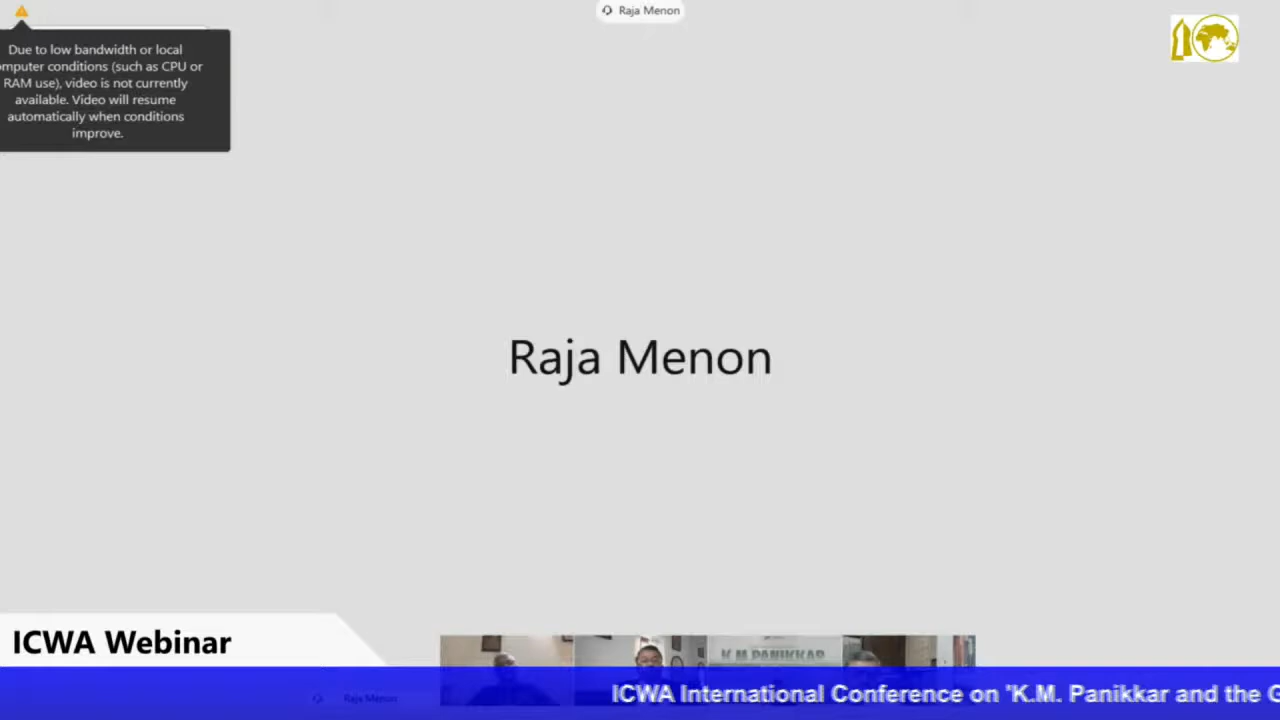 Raja Menon
Due to low bandwidth or local
omputer conditions (such as CPU or
RAM use), video is not currently
available. Video will resume
automatically when conditions
improve.
Raja Menon
ICWA Webinar
K.M. PANIKKAR
Raja Menon
ICWA International Conference on 'K.M. Panikkar and the G